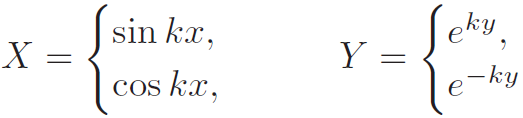 X = { sin kx, cos kx,
Y = { e^{ky}, e^{-ky}